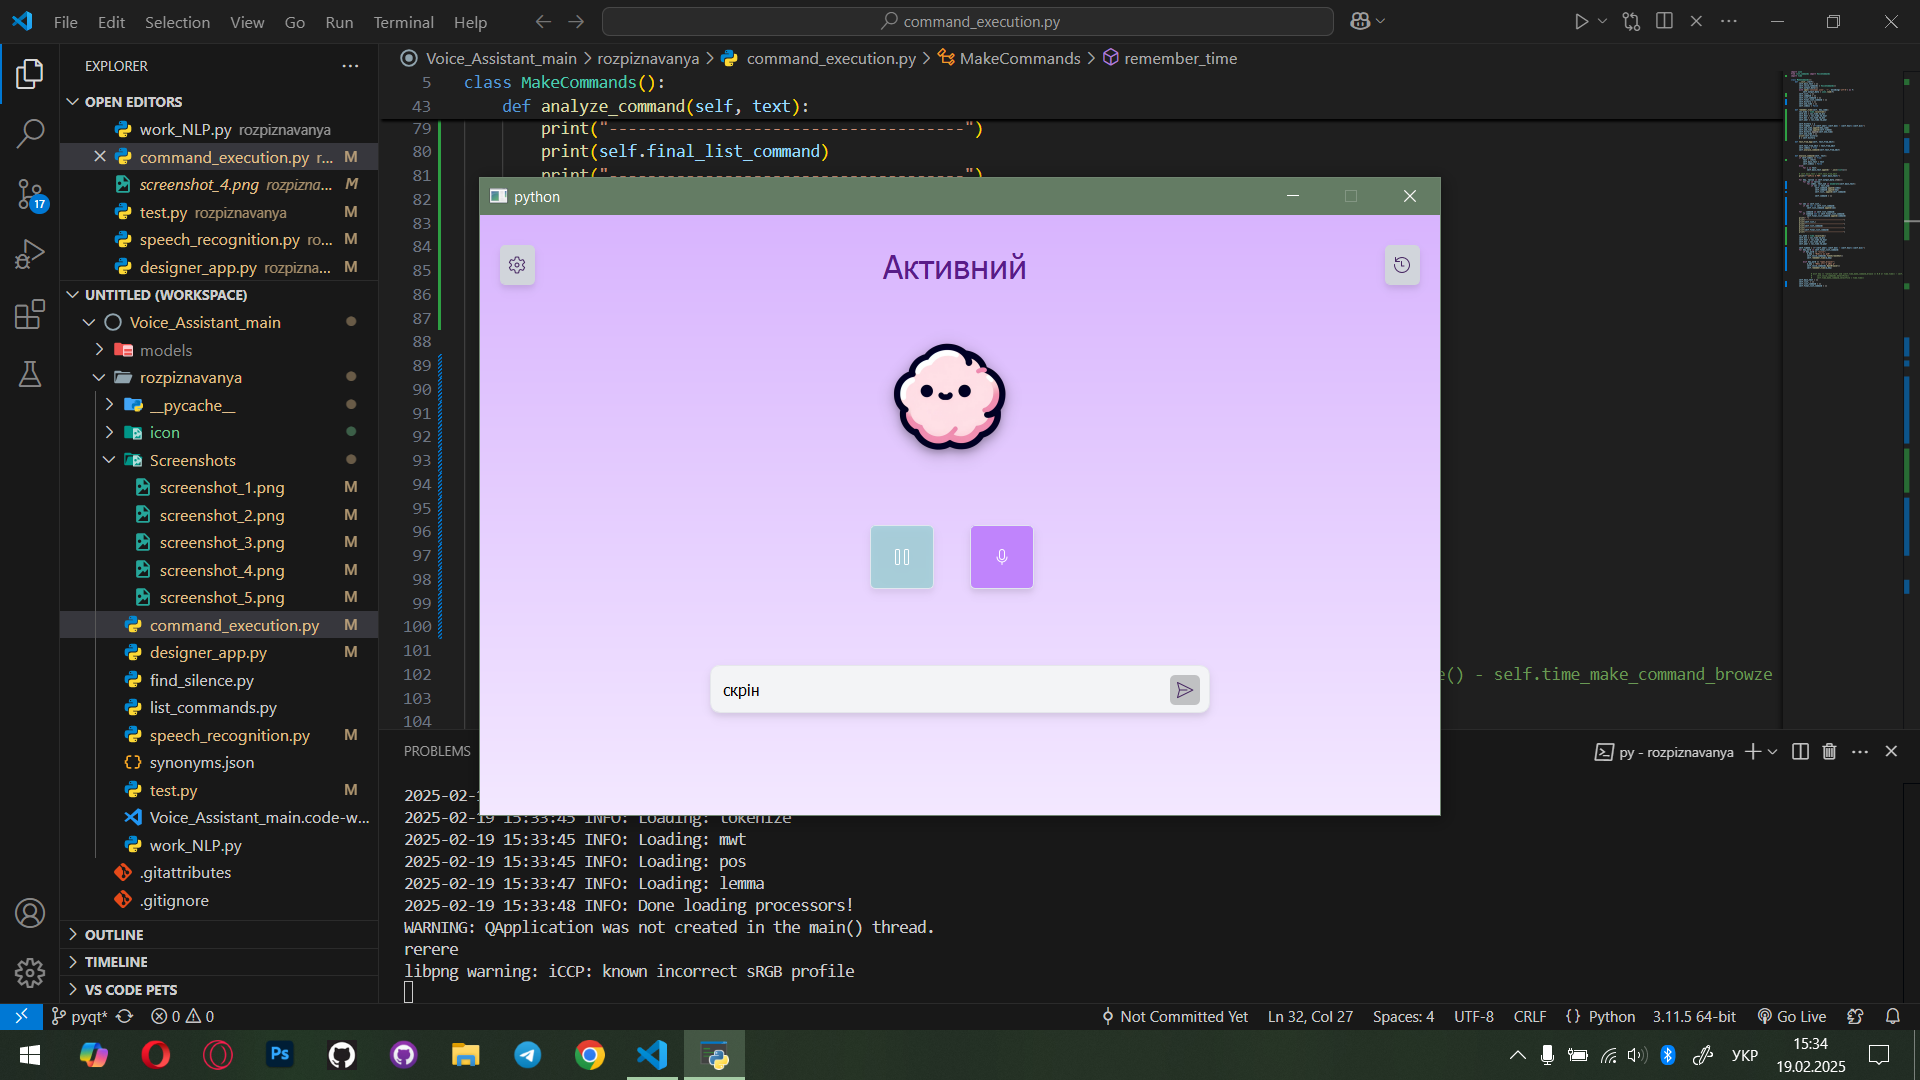 File Edit Selection View Go Run Terminal Help
command_execution.py
EXPLORER
OPEN EDITORS
work_NLP.py rozpiznavanya
command_execution.py r... M
screenshot_4.png rozpizna... M
test.py rozpiznavanya M
speech_recognition.py ro... M
designer_app.py rozpizna... M
UNTITLED (WORKSPACE)
Voice_Assistant_main
models
rozpiznavanya
__pycache__
icon
Screenshots
screenshot_1.png M
screenshot_2.png M
screenshot_3.png M
screenshot_4.png M
screenshot_5.png M
command_execution.py M
designer_app.py M
find_silence.py
list_commands.py
speech_recognition.py M
synonyms.json
test.py M
Voice_Assistant_main.code-w...
work_NLP.py
.gitattributes
.gitignore
OUTLINE
TIMELINE
VS CODE PETS
17
Voice_Assistant_main > rozpiznavanya > command_execution.py > MakeCommands > remember_time
5 class MakeCommands():
43 def analyze_command(self, text):
79 print("-------------------------------------")
80 print(self.final_list_command)
81 print("-------------------------------------")
82
83
84
85
86
87
88
89
90
91
92
93
94
95
96
97
98
99
100
101
102 e() - self.time_make_command_browze
103
104
python
Активний
скрін
PROBLEMS
py - rozpiznavanya
2025-02-1
2025-02-19 15:33:45 INFO: Loading: tokenize
2025-02-19 15:33:45 INFO: Loading: mwt
2025-02-19 15:33:45 INFO: Loading: pos
2025-02-19 15:33:47 INFO: Loading: lemma
2025-02-19 15:33:48 INFO: Done loading processors!
WARNING: QApplication was not created in the main() thread.
rerere
libpng warning: iCCP: known incorrect sRGB profile
pyqt* 0 0
Not Committed Yet Ln 32, Col 27 Spaces: 4 UTF-8 CRLF {} Python 3.11.5 64-bit Go Live
Ps
УКР
15:34
19.02.2025